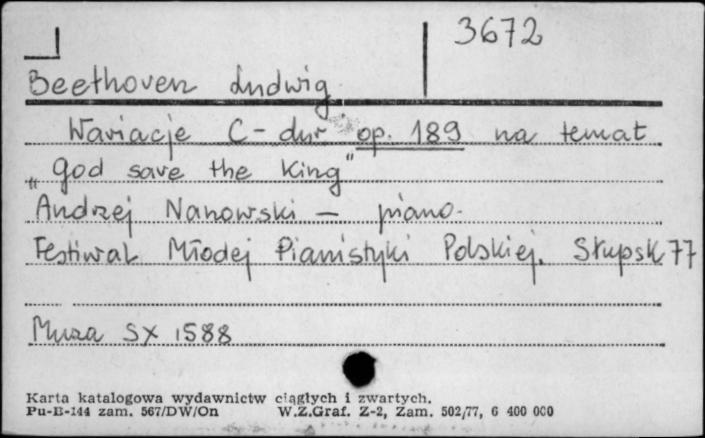 3672
Beethoven Ludwig
Wariacje C-dur op. 189 na temat
„God save the King"
Andrzej Nanowski — piano.
Festiwal Młodej Pianistyki Polskiej. Słupsk 77
Muza SX 1588
Karta katalogowa wydawnictw ciągłych i zwartych.
Pu-B-144 zam. 567/DW/On W.Z.Graf. Z-2, Zam. 502/77, 6 400 000